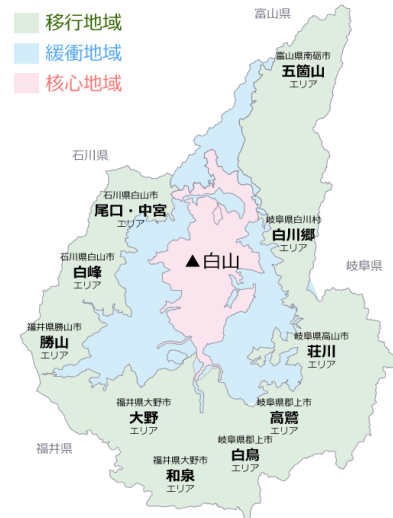 移行地域
緩衝地域
核心地域
富山県
富山県南砺市
五箇山
エリア
石川県
石川県白山市
尾口・中宮
エリア
岐阜県白川村
白川郷
エリア
石川県白山市
白峰
エリア
▲白山
岐阜県
福井県勝山市
勝山
エリア
岐阜県高山市
荘川
エリア
福井県大野市
大野
エリア
岐阜県郡上市
高鷲
エリア
福井県
岐阜県郡上市
白鳥
エリア
福井県大野市
和泉
エリア